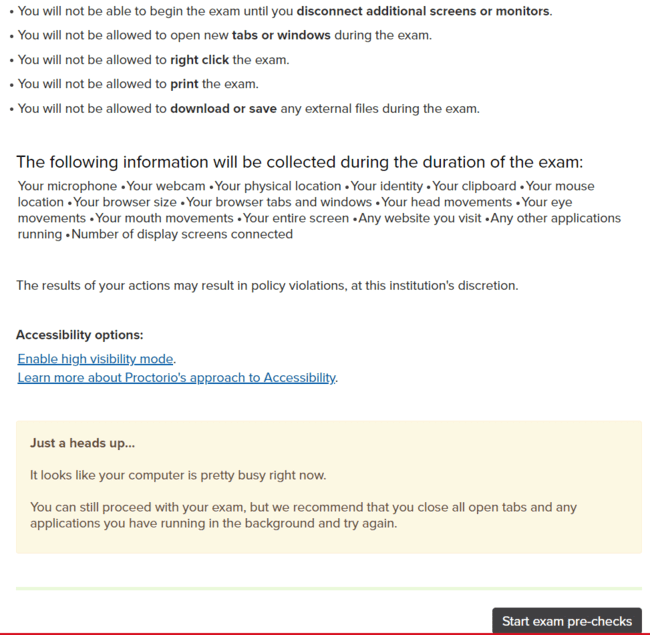 • You will not be able to begin the exam until you disconnect additional screens or monitors.
• You will not be allowed to open new tabs or windows during the exam.
• You will not be allowed to right click the exam.
• You will not be allowed to print the exam.
• You will not be allowed to download or save any external files during the exam.
The following information will be collected during the duration of the exam:
Your microphone •Your webcam •Your physical location •Your identity •Your clipboard •Your mouse
location •Your browser size •Your browser tabs and windows •Your head movements •Your eye
movements •Your mouth movements •Your entire screen •Any website you visit •Any other applications
running •Number of display screens connected
The results of your actions may result in policy violations, at this institution's discretion.
Accessibility options:
Enable high visibility mode.
Learn more about Proctorio's approach to Accessibility.
Just a heads up...
It looks like your computer is pretty busy right now.
You can still proceed with your exam, but we recommend that you close all open tabs and any
applications you have running in the background and try again.
Start exam pre-checks